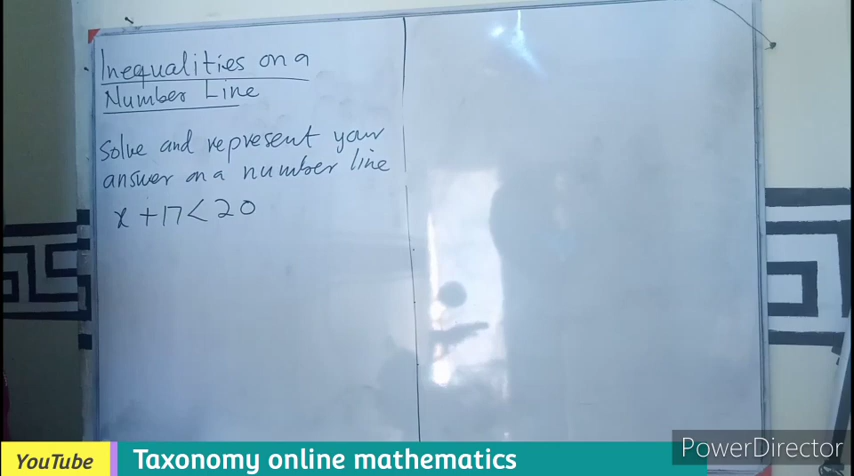 Inequalities on a
Number Line
Solve and represent your
answer on a number line
x + 17 < 20
PowerDirector
YouTube
Taxonomy online mathematics